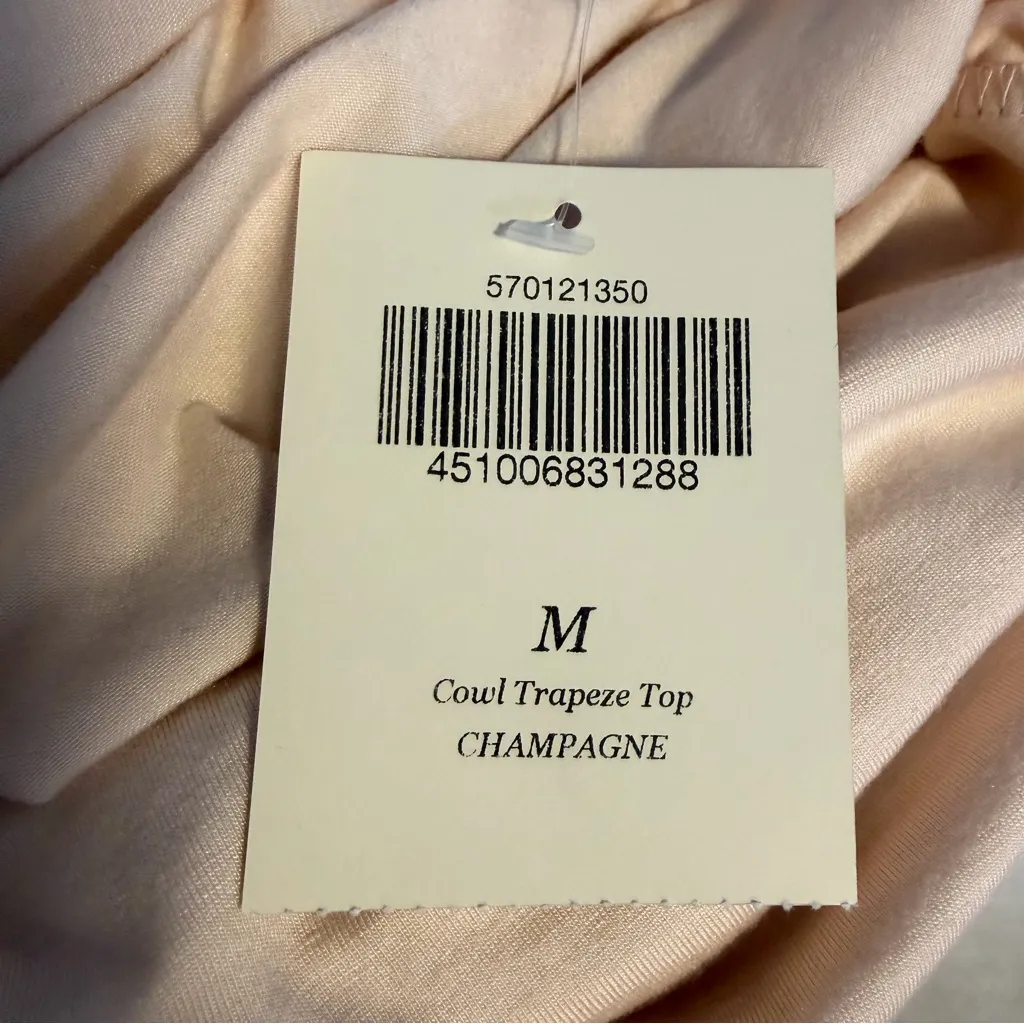 570121350
451006831288
M
Cowl Trapeze Top
CHAMPAGNE